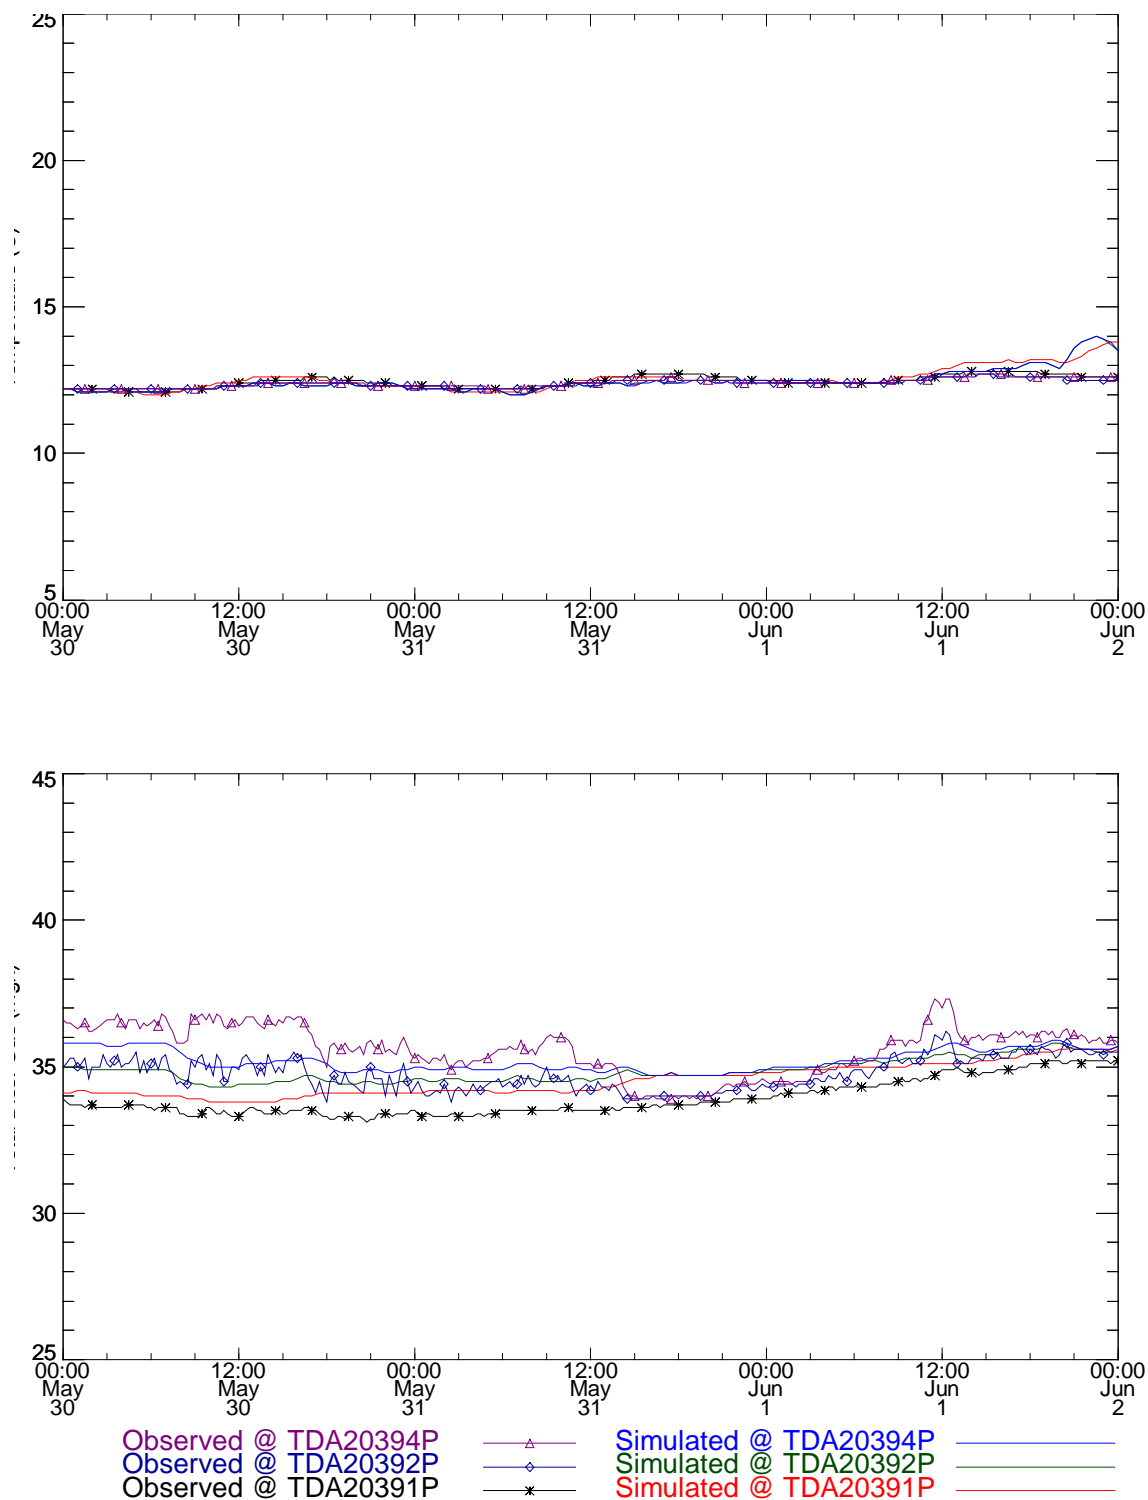 25
20
15
10
5
00:00 12:00 00:00 12:00 00:00 12:00 00:00
May May May May Jun Jun Jun
30 30 31 31 1 1 2
45
40
35
30
25
00:00 12:00 00:00 12:00 00:00 12:00 00:00
May May May May Jun Jun Jun
30 30 31 31 1 1 2
Observed @ TDA20394P Simulated @ TDA20394P
Observed @ TDA20392P Simulated @ TDA20392P
Observed @ TDA20391P Simulated @ TDA20391P